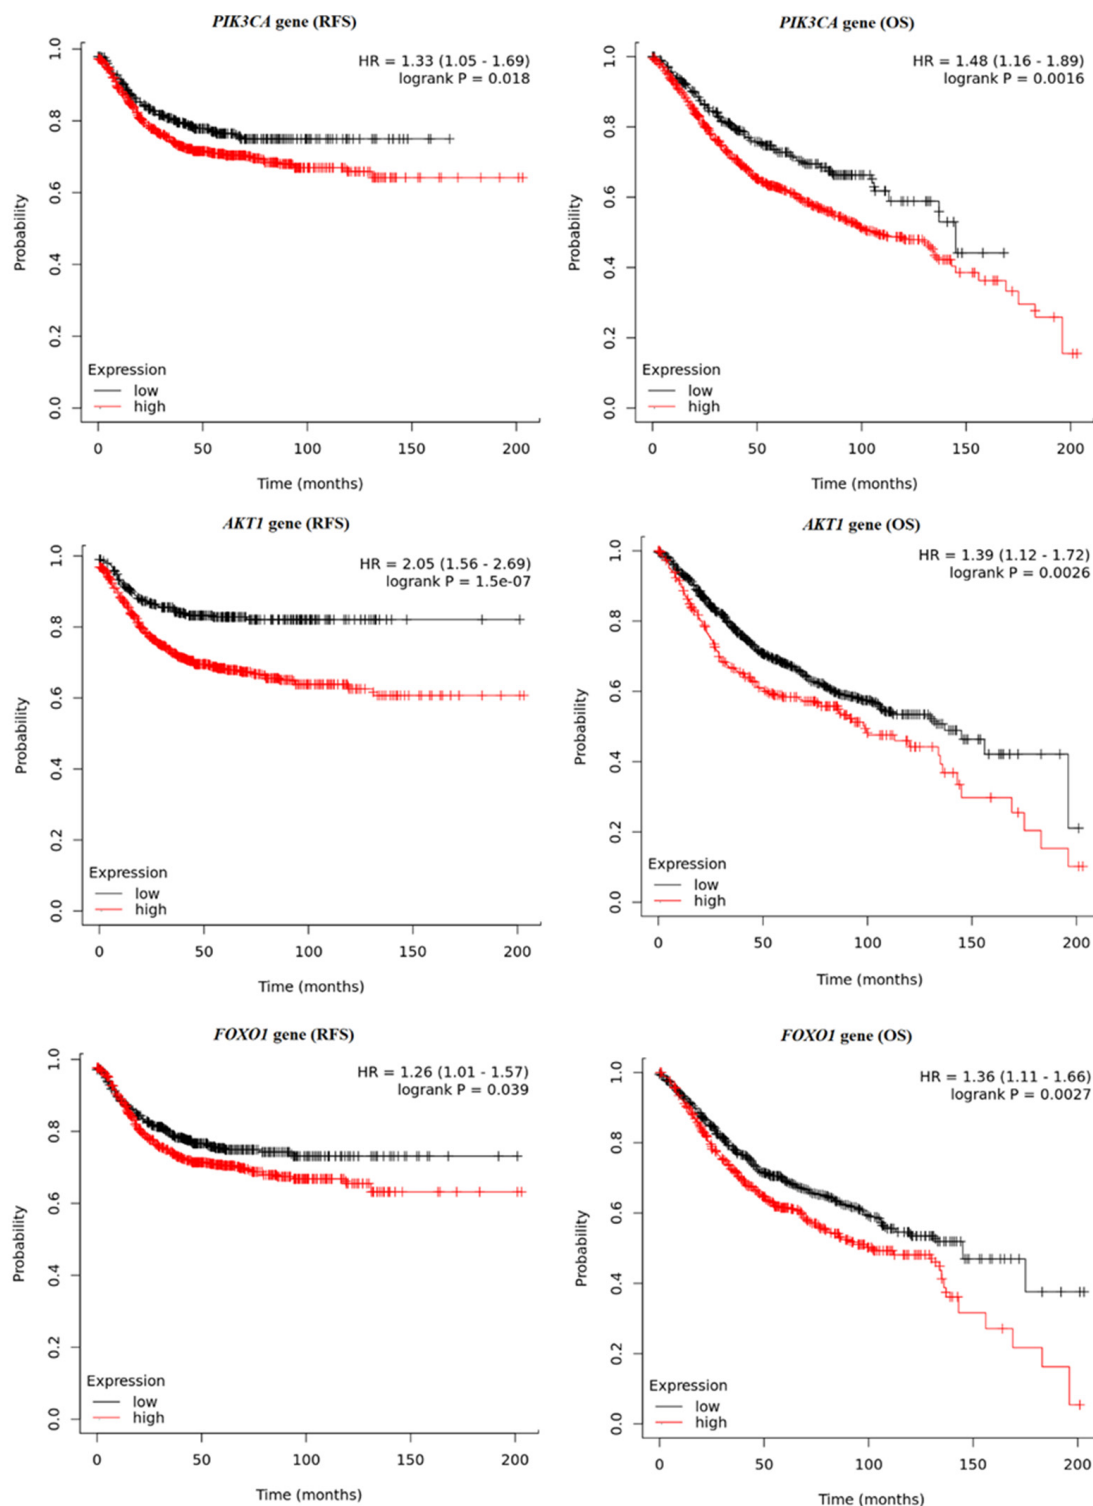 PIK3CA gene (RFS)
HR = 1.33 (1.05 - 1.69)
logrank P = 0.018
Probability
1.0
0.8
0.6
0.4
0.2
0.0
Expression
low
high
0 50 100 150 200
Time (months)
PIK3CA gene (OS)
HR = 1.48 (1.16 - 1.89)
logrank P = 0.0016
Probability
1.0
0.8
0.6
0.4
0.2
0.0
Expression
low
high
0 50 100 150 200
Time (months)
AKT1 gene (RFS)
HR = 2.05 (1.56 - 2.69)
logrank P = 1.5e-07
Probability
1.0
0.8
0.6
0.4
0.2
0.0
Expression
low
high
0 50 100 150 200
Time (months)
AKT1 gene (OS)
HR = 1.39 (1.12 - 1.72)
logrank P = 0.0026
Probability
1.0
0.8
0.6
0.4
0.2
0.0
Expression
low
high
0 50 100 150 200
Time (months)
FOXO1 gene (RFS)
HR = 1.26 (1.01 - 1.57)
logrank P = 0.039
Probability
1.0
0.8
0.6
0.4
0.2
0.0
Expression
low
high
0 50 100 150 200
Time (months)
FOXO1 gene (OS)
HR = 1.36 (1.11 - 1.66)
logrank P = 0.0027
Probability
1.0
0.8
0.6
0.4
0.2
0.0
Expression
low
high
0 50 100 150 200
Time (months)